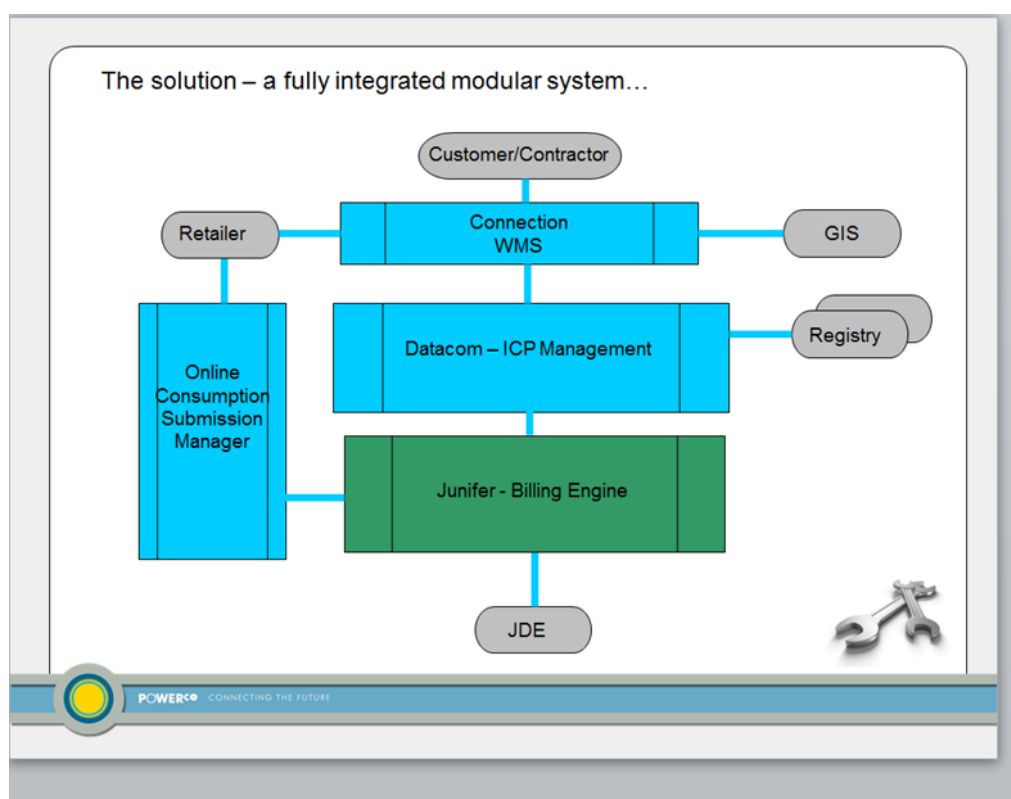 The solution – a fully integrated modular system…
Customer/Contractor
Connection
WMS
Retailer
GIS
Datacom – ICP Management
Registry
Online
Consumption
Submission
Manager
Junifer - Billing Engine
JDE
POWERCO CONNECTING THE FUTURE